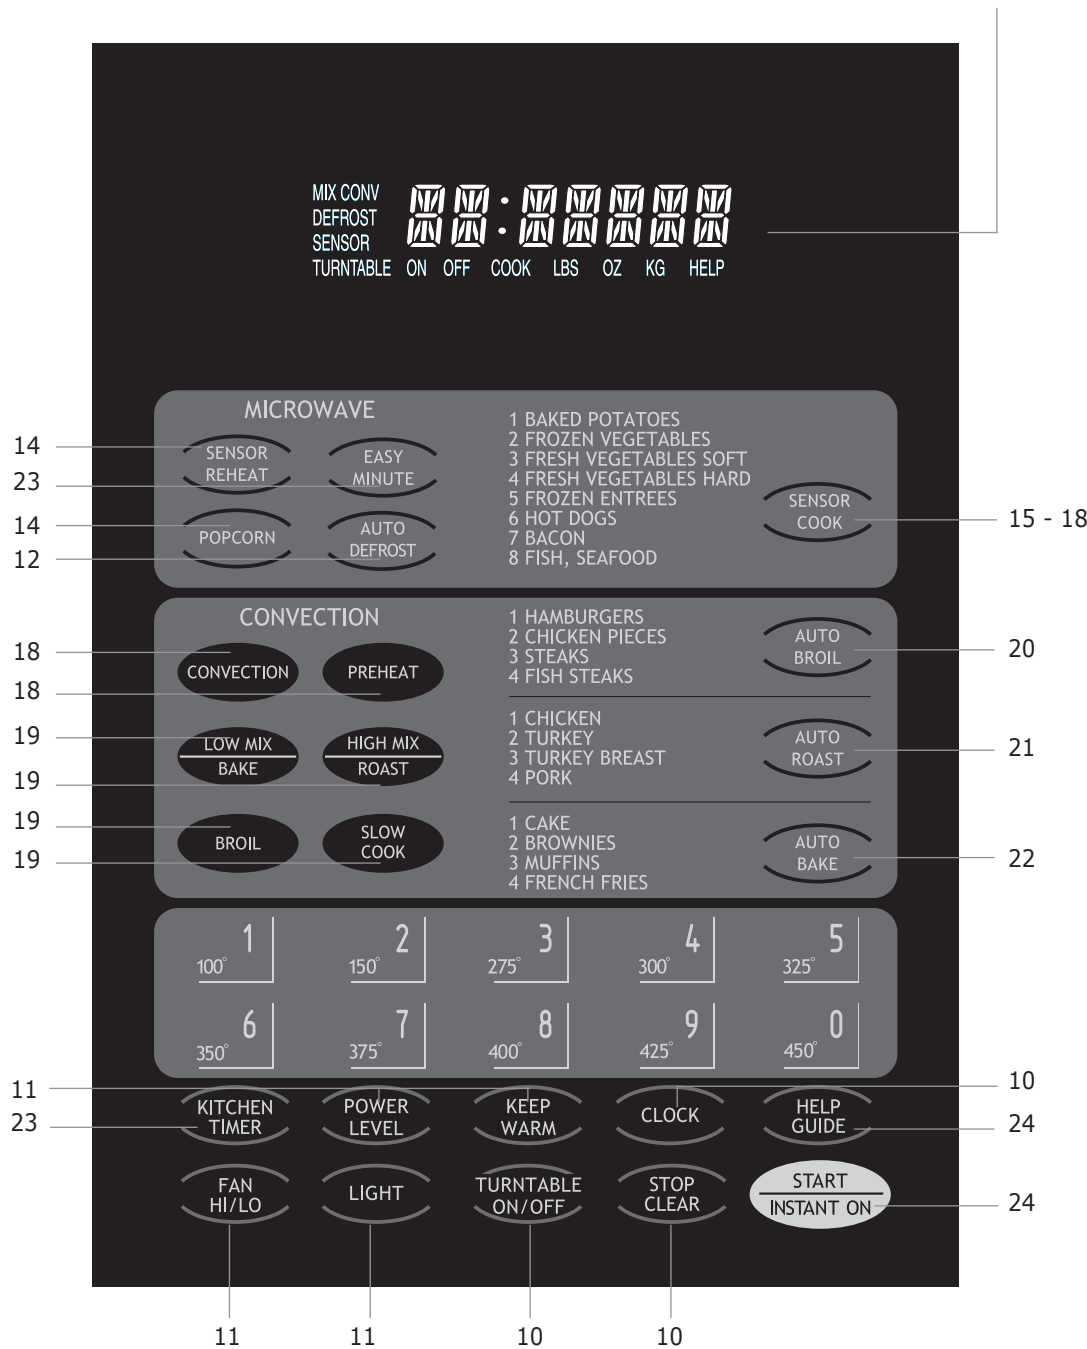 MIX CONV
DEFROST
SENSOR
TURNTABLE ON OFF COOK LBS OZ KG HELP
MICROWAVE
14
SENSOR
REHEAT
23
EASY
MINUTE
14
POPCORN
12
AUTO
DEFROST
1 BAKED POTATOES
2 FROZEN VEGETABLES
3 FRESH VEGETABLES SOFT
4 FRESH VEGETABLES HARD
5 FROZEN ENTREES
6 HOT DOGS
7 BACON
8 FISH, SEAFOOD
SENSOR
COOK
15 - 18
CONVECTION
18
CONVECTION
18
PREHEAT
19
LOW MIX
BAKE
19
HIGH MIX
ROAST
19
BROIL
19
SLOW
COOK
1 HAMBURGERS
2 CHICKEN PIECES
3 STEAKS
4 FISH STEAKS
AUTO
BROIL
20
1 CHICKEN
2 TURKEY
3 TURKEY BREAST
4 PORK
AUTO
ROAST
21
1 CAKE
2 BROWNIES
3 MUFFINS
4 FRENCH FRIES
AUTO
BAKE
22
1 2 3 4 5
100° 150° 275° 300° 325°
6 7 8 9 0
350° 375° 400° 425° 450°
11
23
KITCHEN
TIMER
POWER
LEVEL
KEEP
WARM
CLOCK
HELP
GUIDE
10
24
FAN
HI/LO
LIGHT
TURNTABLE
ON/OFF
STOP
CLEAR
START
INSTANT ON
24
11 11 10 10